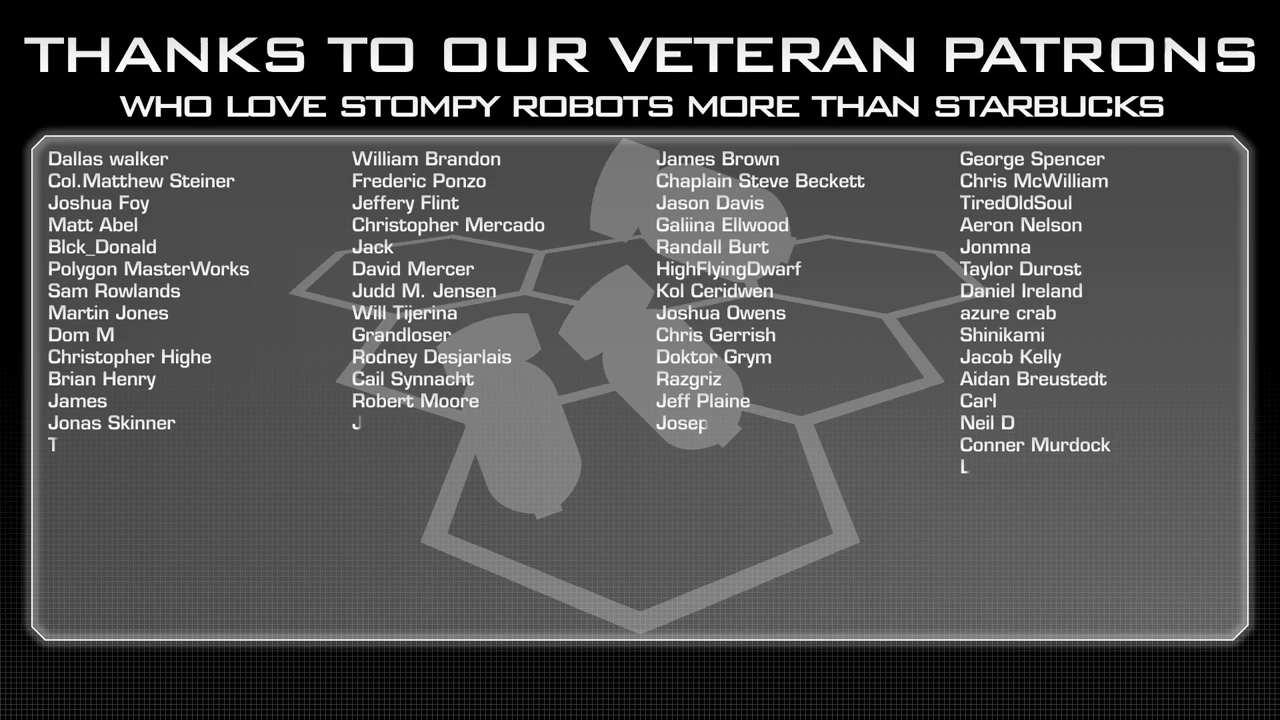 THANKS TO OUR VETERAN PATRONS
WHO LOVE STOMPY ROBOTS MORE THAN STARBUCKS
Dallas walker
Col.Matthew Steiner
Joshua Foy
Matt Abel
Blck_Donald
Polygon MasterWorks
Sam Rowlands
Martin Jones
Dom M
Christopher Highe
Brian Henry
James
Jonas Skinner
T
William Brandon
Frederic Ponzo
Jeffery Flint
Christopher Mercado
Jack
David Mercer
Judd M. Jensen
Will Tijerina
Grandloser
Rodney Desjarlais
Cail Synnacht
Robert Moore
J
James Brown
Chaplain Steve Beckett
Jason Davis
Galiina Ellwood
Randall Burt
HighFlyingDwarf
Kol Ceridwen
Joshua Owens
Chris Gerrish
Doktor Grym
Razgriz
Jeff Plaine
Josep
George Spencer
Chris McWilliam
TiredOldSoul
Aeron Nelson
Jonmna
Taylor Durost
Daniel Ireland
azure crab
Shinikami
Jacob Kelly
Aidan Breustedt
Carl
Neil D
Conner Murdock
L